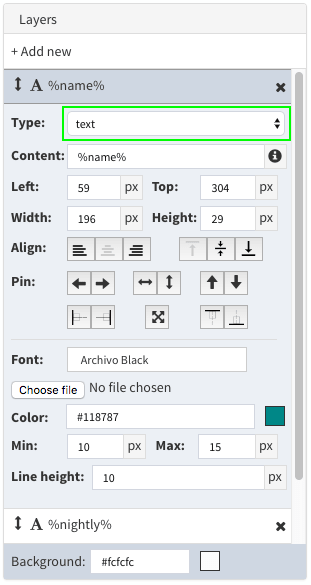 Layers
+ Add new
A %name%
Type: text
Content: %name%
Left: 59 px Top: 304 px
Width: 196 px Height: 29 px
Align:
Pin:
Font: Archivo Black
Choose file No file chosen
Color: #118787
Min: 10 px Max: 15 px
Line height: 10 px
A %nightly%
Background: #fcfcfc